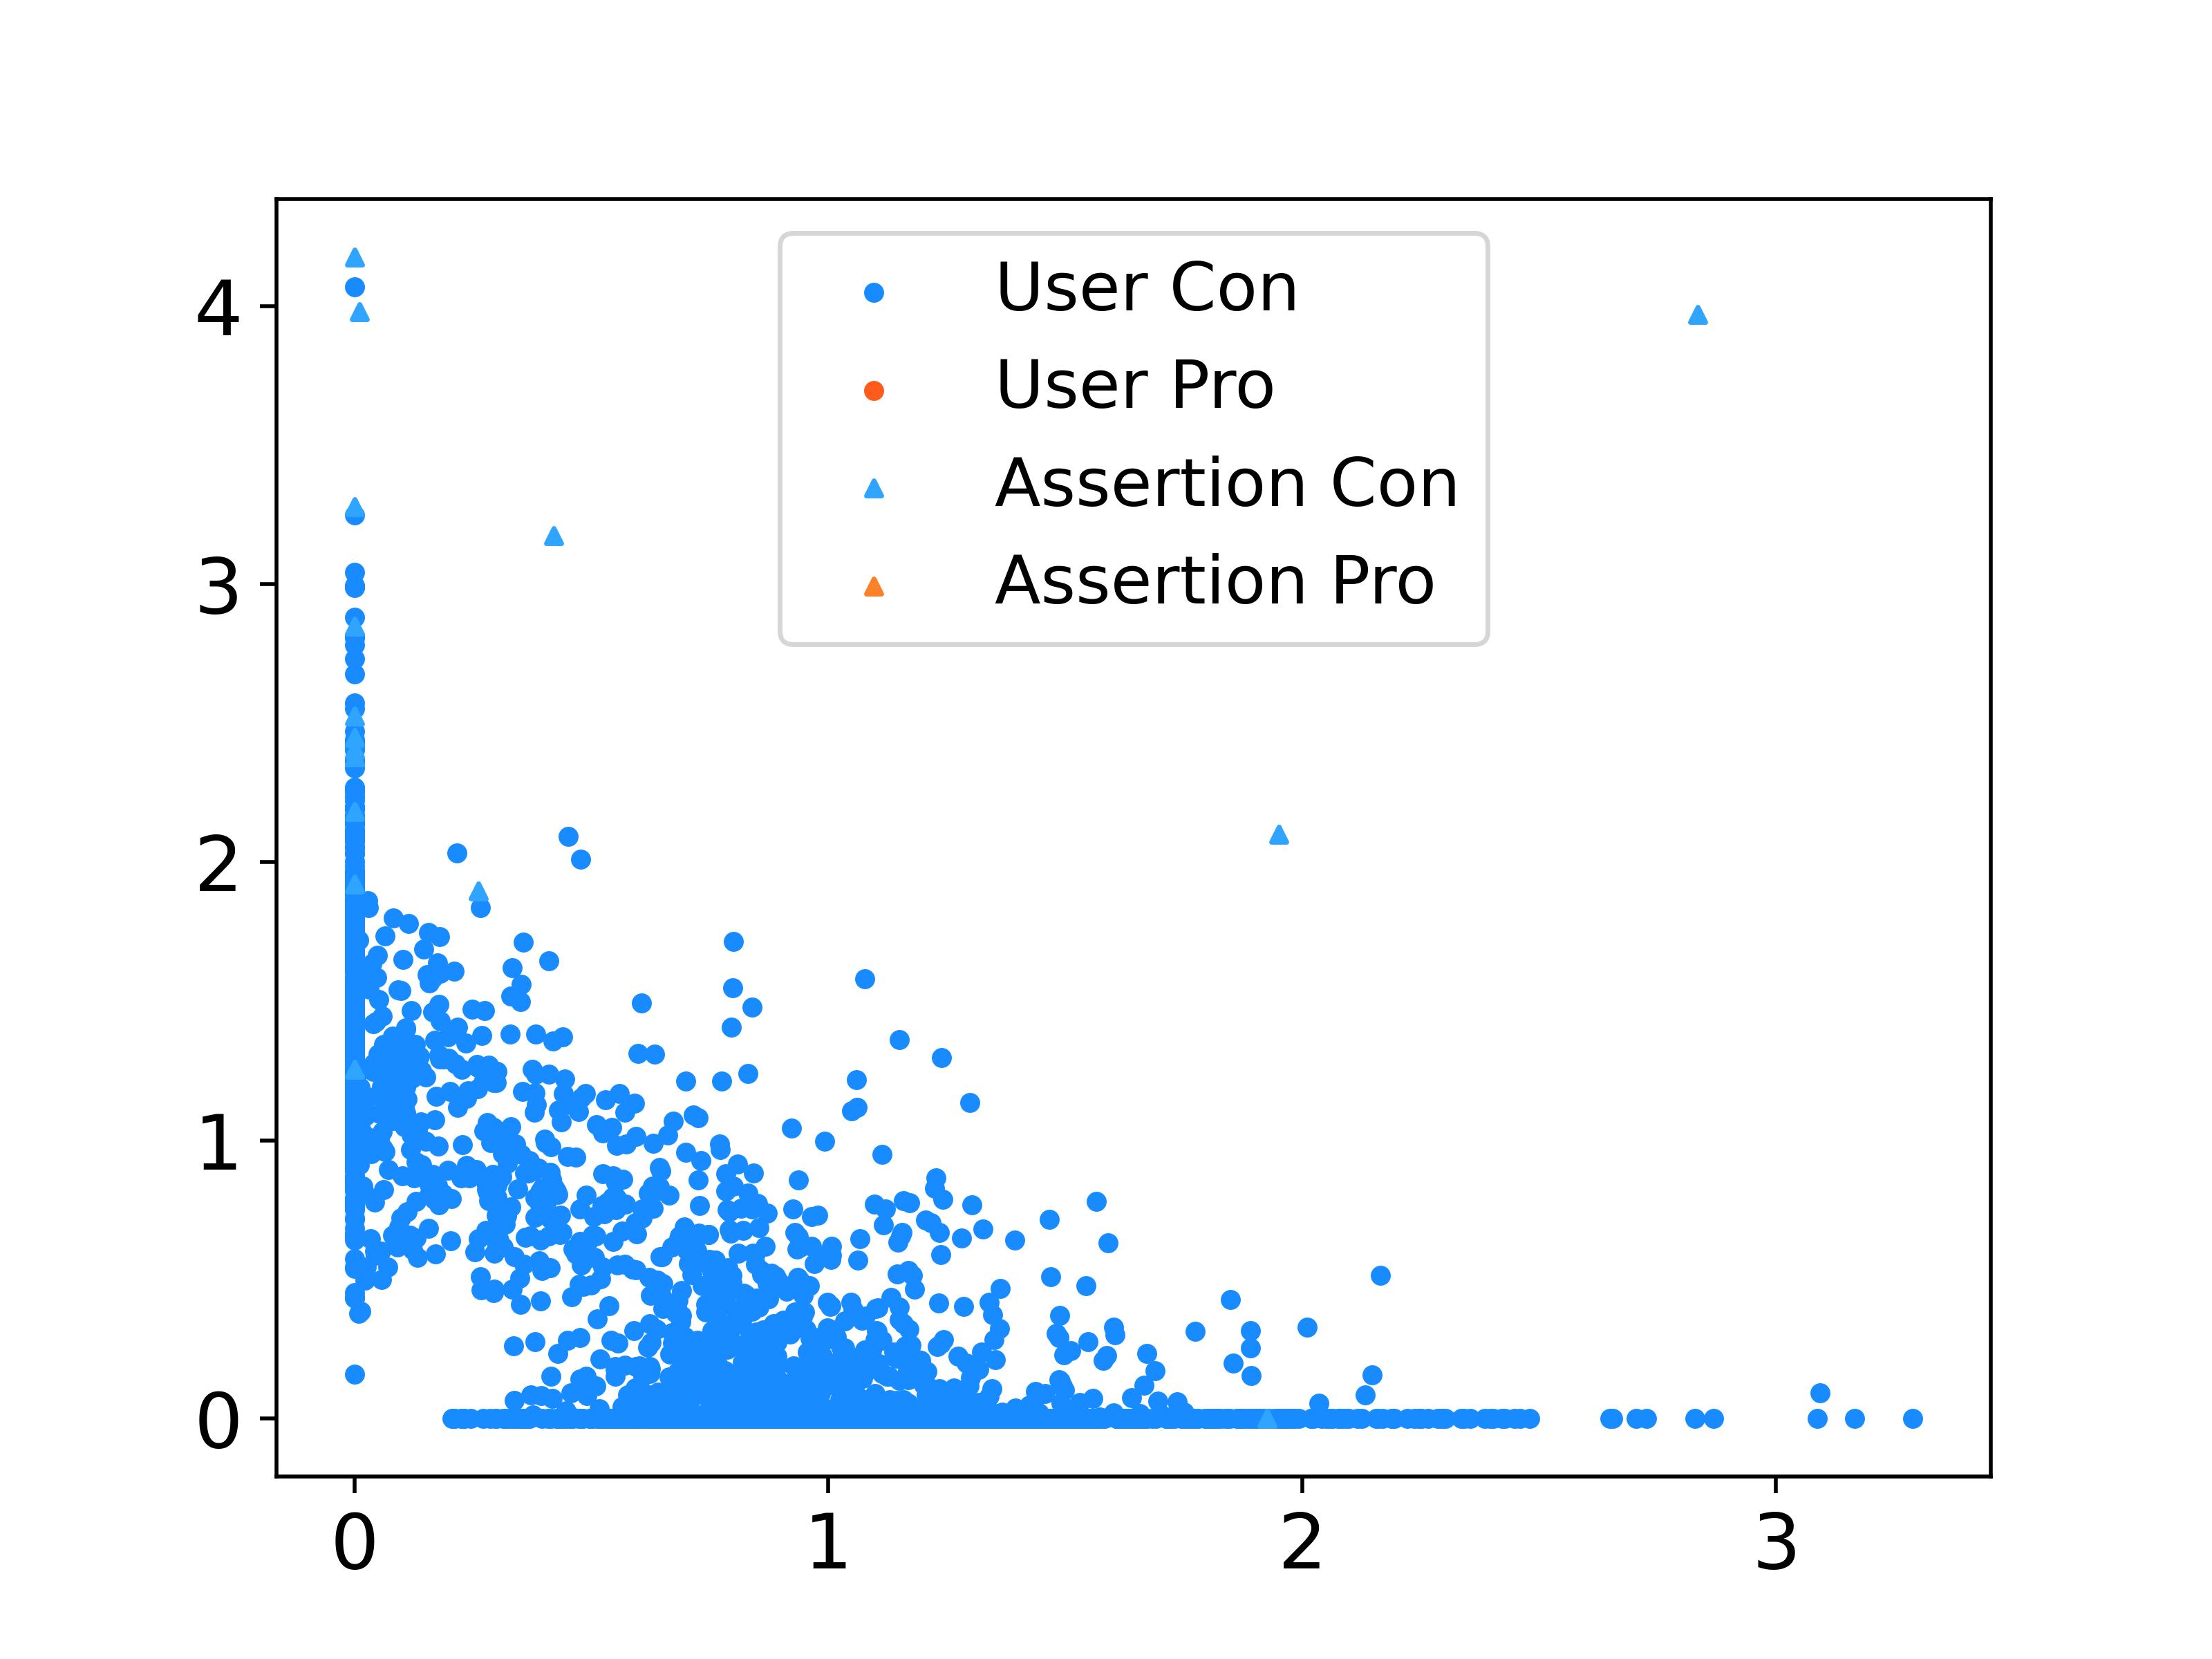 User Con
User Pro
Assertion Con
Assertion Pro
4
3
2
1
0
0 1 2 3